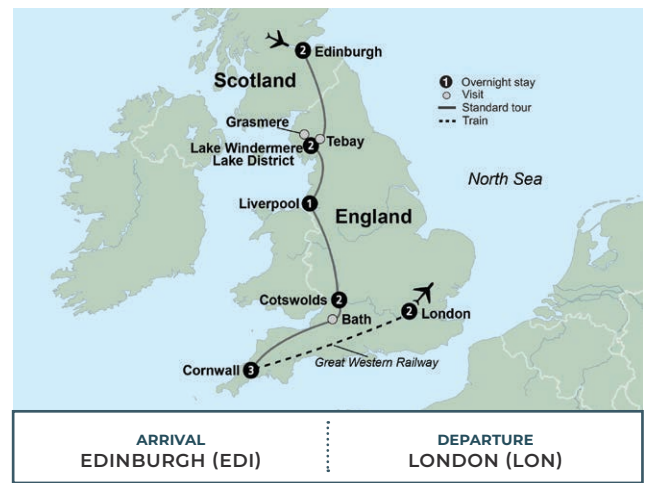 2 Edinburgh
Scotland
1 Overnight stay
Visit
Standard tour
Train
Grasmere
Tebay
Lake Windermere 2
Lake District
North Sea
Liverpool 1
England
Cotswolds 2
2 London
Bath
Great Western Railway
Cornwall 3
ARRIVAL
EDINBURGH (EDI)
DEPARTURE
LONDON (LON)